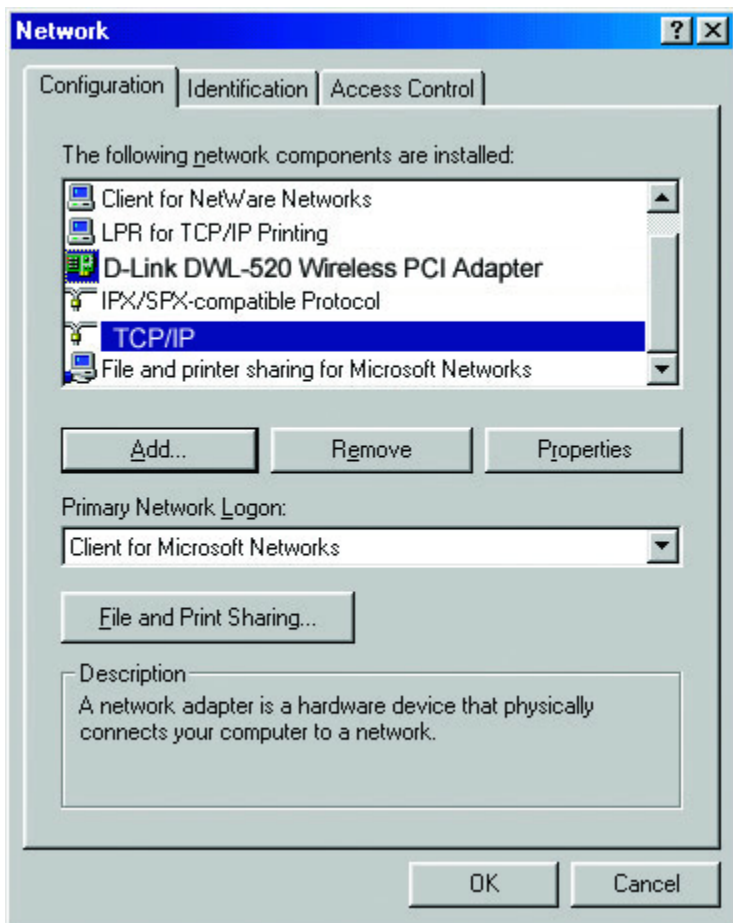 Network
Configuration
Identification
Access Control
The following network components are installed:
Client for NetWare Networks
LPR for TCP/IP Printing
D-Link DWL-520 Wireless PCI Adapter
IPX/SPX-compatible Protocol
TCP/IP
File and printer sharing for Microsoft Networks
Add...
Remove
Properties
Primary Network Logon:
Client for Microsoft Networks
File and Print Sharing...
Description
A network adapter is a hardware device that physically
connects your computer to a network.
OK
Cancel